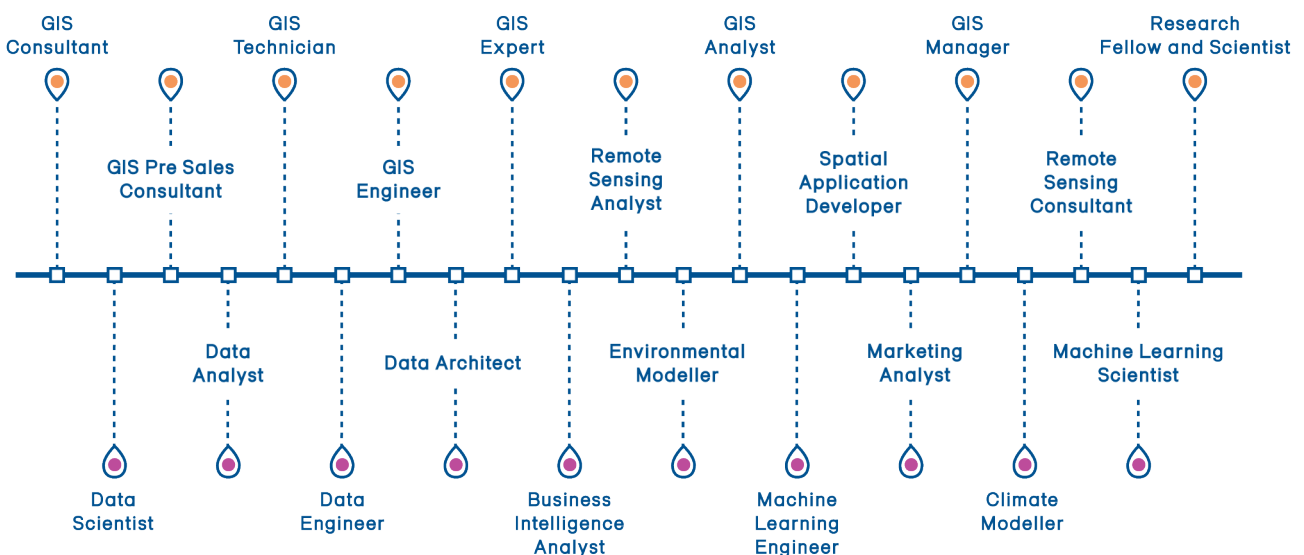 GIS
Consultant
GIS
Technician
GIS
Expert
GIS
Analyst
GIS
Manager
Research
Fellow and Scientist
GIS Pre Sales
Consultant
GIS
Engineer
Remote
Sensing
Analyst
Spatial
Application
Developer
Remote
Sensing
Consultant
Data
Analyst
Data Architect
Environmental
Modeller
Marketing
Analyst
Machine Learning
Scientist
Data
Scientist
Data
Engineer
Business
Intelligence
Analyst
Machine
Learning
Engineer
Climate
Modeller